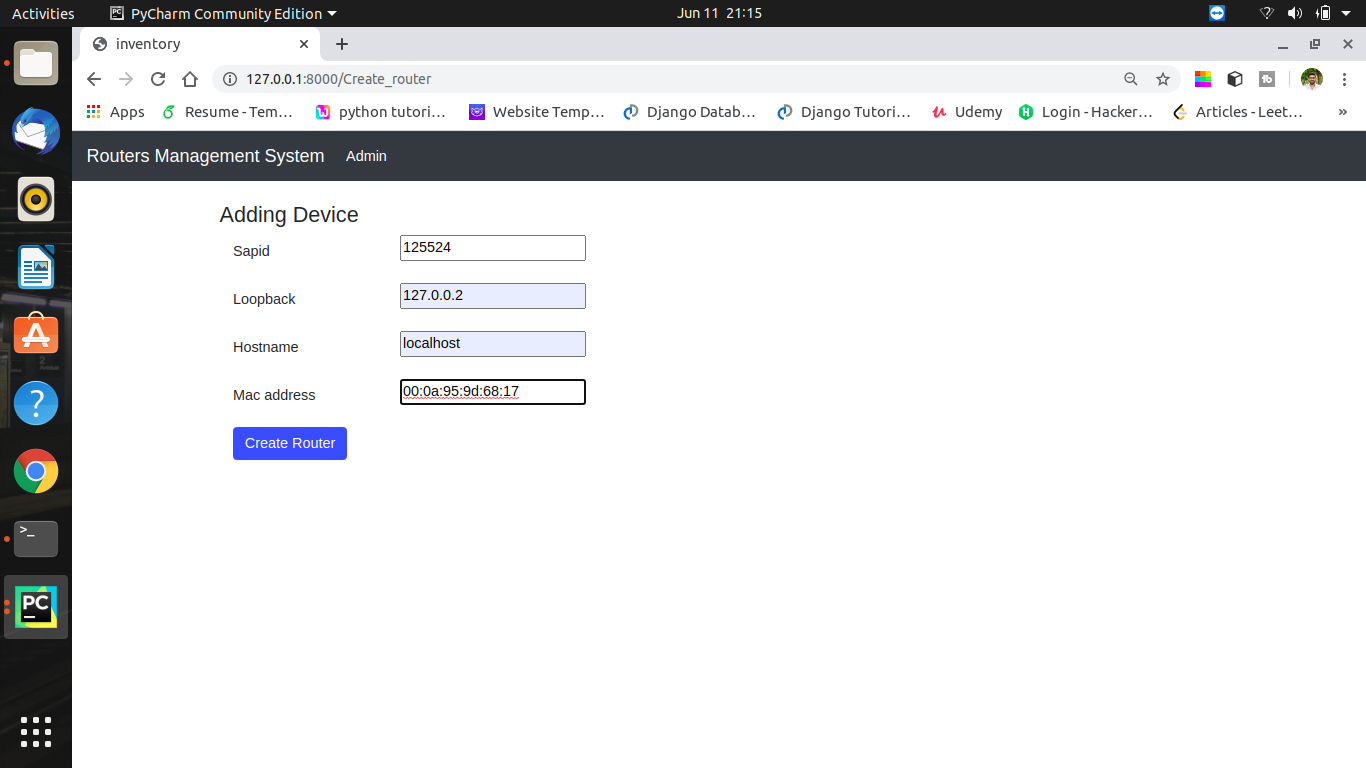 Activities PyCharm Community Edition Jun 11 21:15
inventory
127.0.0.1:8000/Create_router
Apps Resume - Tem... python tutori... Website Temp... Django Datab... Django Tutori... Udemy Login - Hacker... Articles - Leet... »
Routers Management System Admin
Adding Device
Sapid 125524
Loopback 127.0.0.2
Hostname localhost
Mac address 00:0a:95:9d:68:17
Create Router
>_
PC